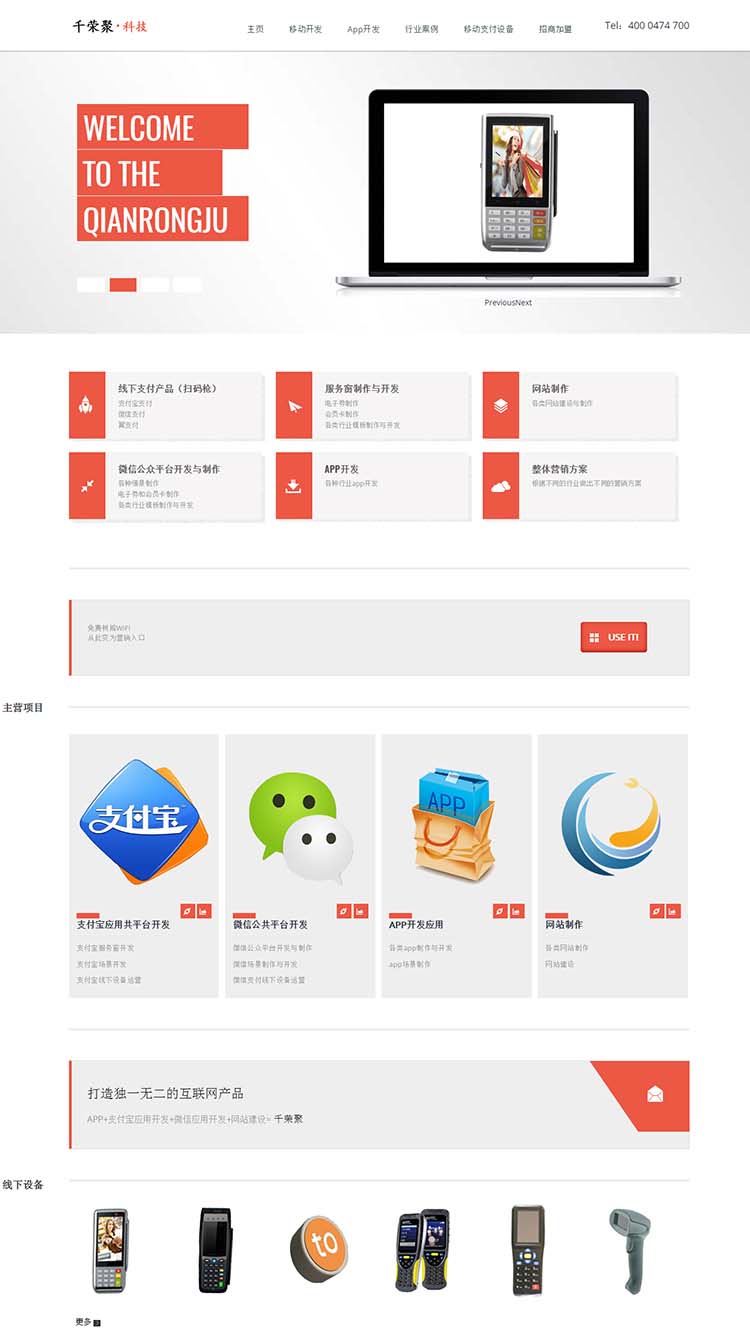 千荣聚·科技
主页
移动开发
App开发
行业案例
移动支付设备
招商加盟
Tel: 400 0474 700
WELCOME
TO THE
QIANRONGJU
PreviousNext
线下支付产品（扫码枪）
支付宝支付
微信支付
翼支付
服务窗制作与开发
电子券制作
会员卡制作
各类行业模板制作与开发
网站制作
各类网站建设与制作
微信公众平台开发与制作
各种情景制作
电子券和会员卡制作
各类行业模板制作与开发
APP开发
各种行业app开发
整体营销方案
根据不同的行业做出不同的营销方案
免费树熊WIFI
从此完为营销入口
USE IT!
主营项目
支付宝
APP
支付宝应用共平台开发
支付宝服务窗开发
支付宝场景开发
支付宝线下设备运营
微信公共平台开发
微信公众平台开发与制作
微信场景制作与开发
微信支付线下设备运营
APP开发应用
各类app制作与开发
app场景制作
网站制作
各类网站制作
网站建设
打造独一无二的互联网产品
APP+支付宝应用开发+微信应用开发+网站建设= 千荣聚
线下设备
to
更多